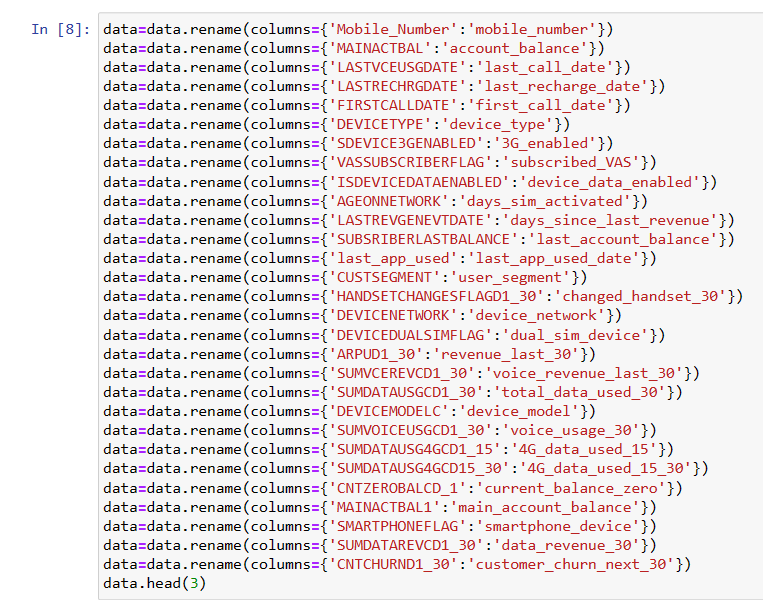 In [8]: data=data.rename(columns={'Mobile_Number':'mobile_number'})
data=data.rename(columns={'MAINACTBAL':'account_balance'})
data=data.rename(columns={'LASTVCEUSGDATE':'last_call_date'})
data=data.rename(columns={'LASTRECHRGDATE':'last_recharge_date'})
data=data.rename(columns={'FIRSTCALLDATE':'first_call_date'})
data=data.rename(columns={'DEVICETYPE':'device_type'})
data=data.rename(columns={'SDEVICE3GENABLED':'3G_enabled'})
data=data.rename(columns={'VASSUBSCRIBERFLAG':'subscribed_VAS'})
data=data.rename(columns={'ISDEVICEDATAENABLED':'device_data_enabled'})
data=data.rename(columns={'AGEONNETWORK':'days_sim_activated'})
data=data.rename(columns={'LASTREVGENEVTDATE':'days_since_last_revenue'})
data=data.rename(columns={'SUBSRIBERLASTBALANCE':'last_account_balance'})
data=data.rename(columns={'last_app_used':'last_app_used_date'})
data=data.rename(columns={'CUSTSEGMENT':'user_segment'})
data=data.rename(columns={'HANDSETCHANGESFLAGD1_30':'changed_handset_30'})
data=data.rename(columns={'DEVICENETWORK':'device_network'})
data=data.rename(columns={'DEVICEDUALSIMFLAG':'dual_sim_device'})
data=data.rename(columns={'ARPUD1_30':'revenue_last_30'})
data=data.rename(columns={'SUMVCEREVCD1_30':'voice_revenue_last_30'})
data=data.rename(columns={'SUMDATAUSGCD1_30':'total_data_used_30'})
data=data.rename(columns={'DEVICEMODELC':'device_model'})
data=data.rename(columns={'SUMVOICEUSGCD1_30':'voice_usage_30'})
data=data.rename(columns={'SUMDATAUSG4GCD1_15':'4G_data_used_15'})
data=data.rename(columns={'SUMDATAUSG4GCD15_30':'4G_data_used_15_30'})
data=data.rename(columns={'CNTZEROBALCD_1':'current_balance_zero'})
data=data.rename(columns={'MAINACTBAL1':'main_account_balance'})
data=data.rename(columns={'SMARTPHONEFLAG':'smartphone_device'})
data=data.rename(columns={'SUMDATAREVCD1_30':'data_revenue_30'})
data=data.rename(columns={'CNTCHURND1_30':'customer_churn_next_30'})
data.head(3)